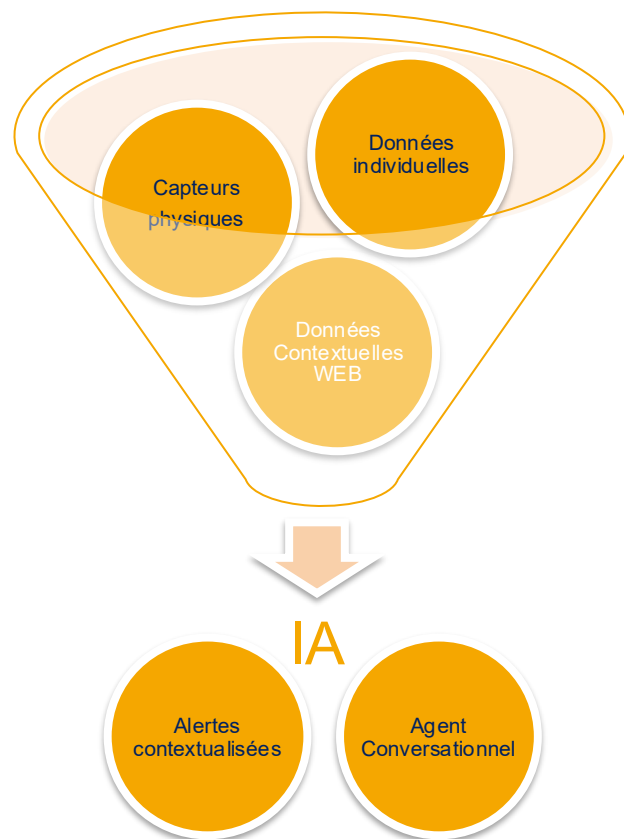 Données
individuelles
Capteurs
physiques
Données
Contextuelles
WEB
IA
Alertes
contextualisées
Agent
Conversationnel